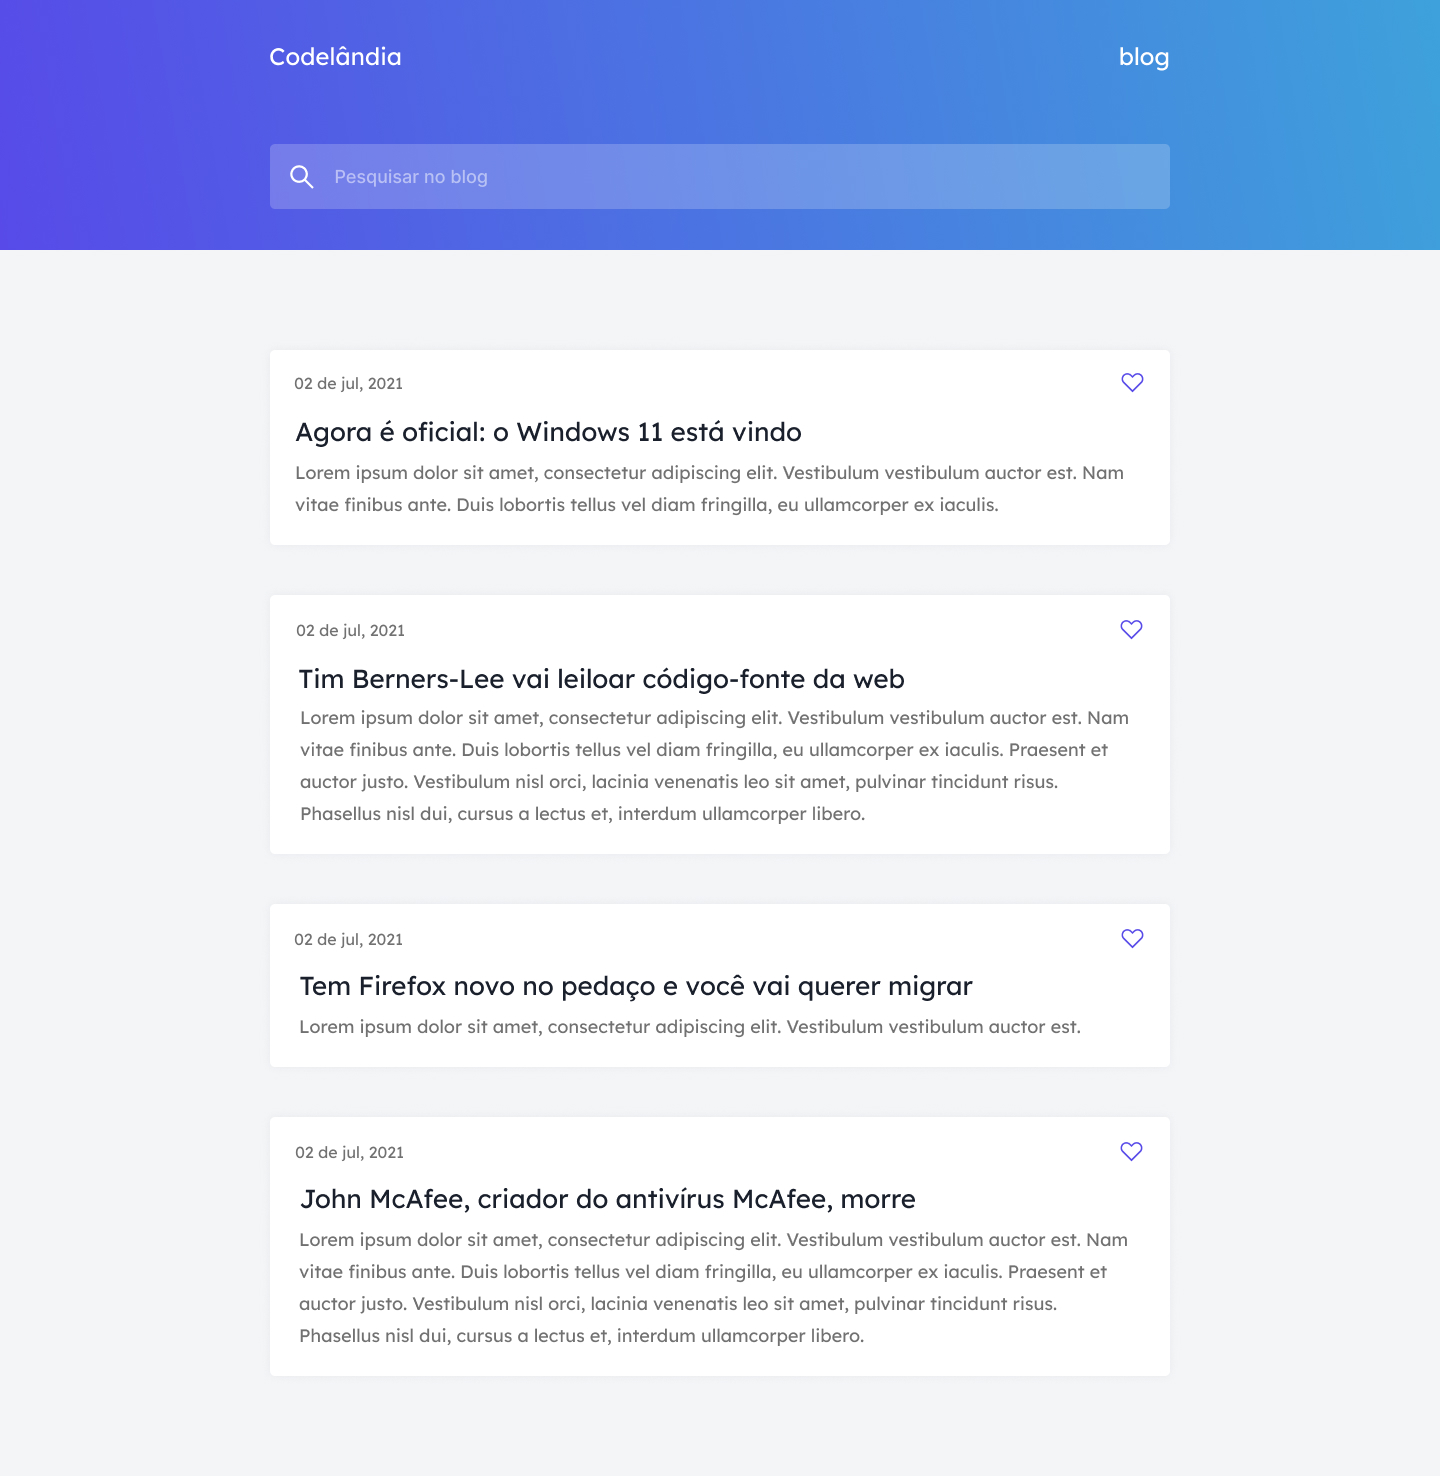 Codelândia
blog
Pesquisar no blog
02 de jul, 2021
Agora é oficial: o Windows 11 está vindo
Lorem ipsum dolor sit amet, consectetur adipiscing elit. Vestibulum vestibulum auctor est. Nam
vitae finibus ante. Duis lobortis tellus vel diam fringilla, eu ullamcorper ex iaculis.
02 de jul, 2021
Tim Berners-Lee vai leiloar código-fonte da web
Lorem ipsum dolor sit amet, consectetur adipiscing elit. Vestibulum vestibulum auctor est. Nam
vitae finibus ante. Duis lobortis tellus vel diam fringilla, eu ullamcorper ex iaculis. Praesent et
auctor justo. Vestibulum nisl orci, lacinia venenatis leo sit amet, pulvinar tincidunt risus.
Phasellus nisl dui, cursus a lectus et, interdum ullamcorper libero.
02 de jul, 2021
Tem Firefox novo no pedaço e você vai querer migrar
Lorem ipsum dolor sit amet, consectetur adipiscing elit. Vestibulum vestibulum auctor est.
02 de jul, 2021
John McAfee, criador do antivírus McAfee, morre
Lorem ipsum dolor sit amet, consectetur adipiscing elit. Vestibulum vestibulum auctor est. Nam
vitae finibus ante. Duis lobortis tellus vel diam fringilla, eu ullamcorper ex iaculis. Praesent et
auctor justo. Vestibulum nisl orci, lacinia venenatis leo sit amet, pulvinar tincidunt risus.
Phasellus nisl dui, cursus a lectus et, interdum ullamcorper libero.